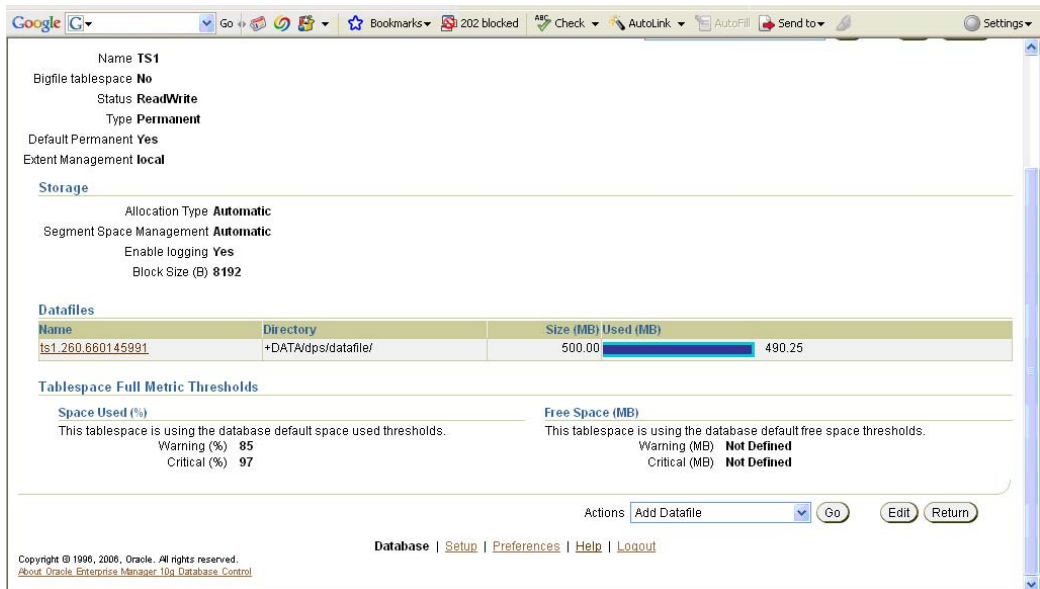 Google G Go Bookmarks 202 blocked ABC Check AutoLink AutoFill Send to Settings
Name TS1
Bigfile tablespace No
Status ReadWrite
Type Permanent
Default Permanent Yes
Extent Management local
Storage
Allocation Type Automatic
Segment Space Management Automatic
Enable logging Yes
Block Size (B) 8192
Datafiles
Name Directory Size (MB) Used (MB)
ts1.260.660145991 +DATA/dps/datafile/ 500.00 490.25
Tablespace Full Metric Thresholds
Space Used (%) Free Space (MB)
This tablespace is using the database default space used thresholds. This tablespace is using the database default free space thresholds.
Warning (%) 85 Warning (MB) Not Defined
Critical (%) 97 Critical (MB) Not Defined
Actions Add Datafile Go Edit Return
Database | Setup | Preferences | Help | Logout
Copyright © 1996, 2006, Oracle. All rights reserved.
About Oracle Enterprise Manager 10g Database Control